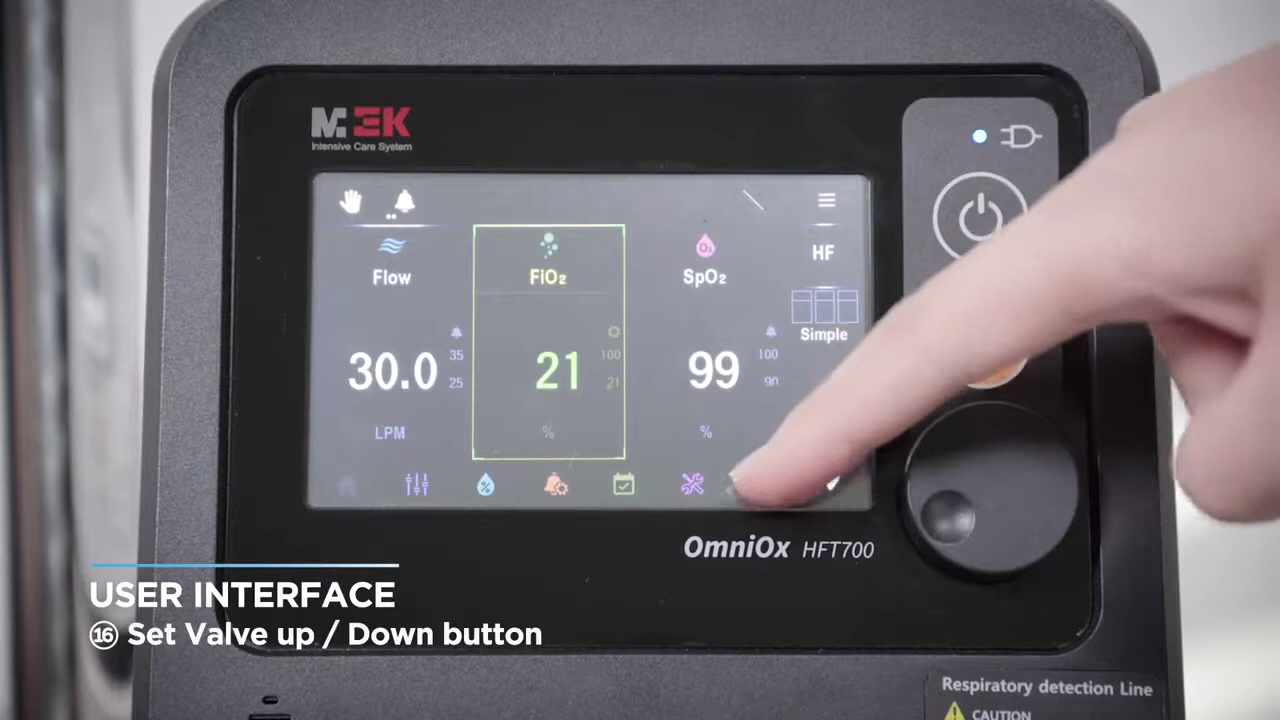 MEK
Intensive Care System
Flow
FiO₂
SpO₂
HF
Simple
30.0
35
25
21
100
21
99
100
90
LPM
%
%
OmniOx HFT700
USER INTERFACE
⑯ Set Valve up / Down button
Respiratory detection Line
CAUTION